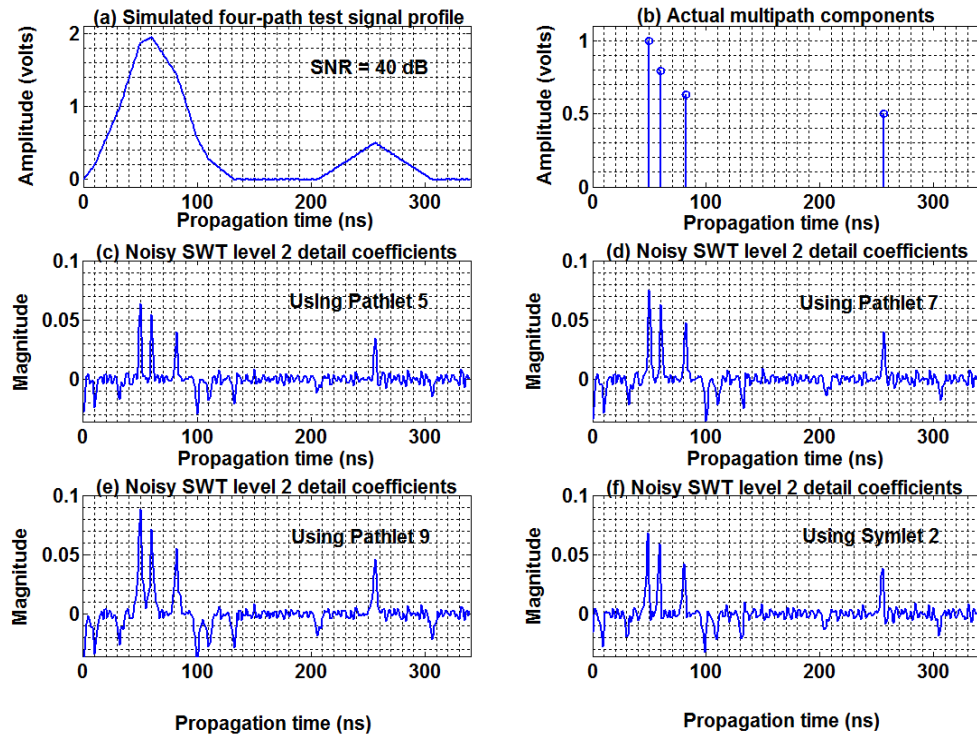 (a) Simulated four-path test signal profile
2
1
0
Amplitude (volts)
SNR = 40 dB
0 100 200 300
Propagation time (ns)
(b) Actual multipath components
1
0.5
0
Amplitude (volts)
0 100 200 300
Propagation time (ns)
(c) Noisy SWT level 2 detail coefficients
0.1
0.05
0
Magnitude
Using Pathlet 5
0 100 200 300
Propagation time (ns)
(d) Noisy SWT level 2 detail coefficients
0.1
0.05
0
Magnitude
Using Pathlet 7
0 100 200 300
Propagation time (ns)
(e) Noisy SWT level 2 detail coefficients
0.1
0.05
0
Magnitude
Using Pathlet 9
0 100 200 300
Propagation time (ns)
(f) Noisy SWT level 2 detail coefficients
0.1
0.05
0
Magnitude
Using Symlet 2
0 100 200 300
Propagation time (ns)